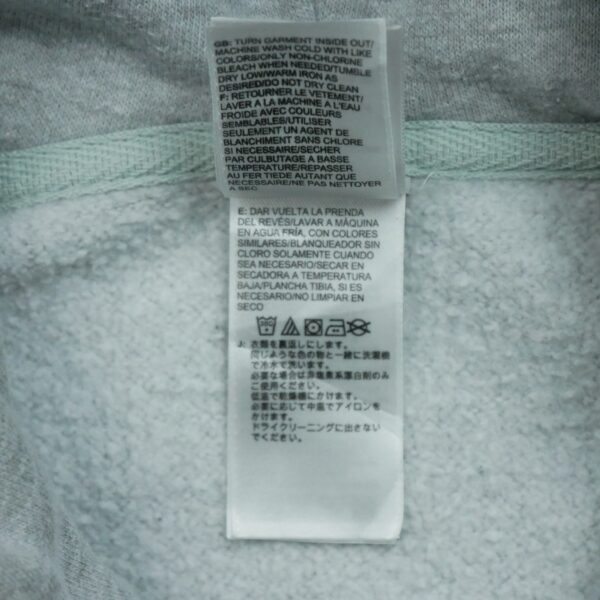 GB: TURN GARMENT INSIDE OUT/
MACHINE WASH COLD WITH LIKE
COLORS/ONLY NON-CHLORINE
BLEACH WHEN NEEDED/TUMBLE
DRY LOW/WARM IRON AS
DESIRED/DO NOT DRY CLEAN
F: RETOURNER LE VETEMENT/
LAVER A LA MACHINE A L'EAU
FROIDE AVEC COULEURS
SEMBLABLES/UTILISER
SEULEMENT UN AGENT DE
BLANCHIMENT SANS CHLORE
SI NECESSAIRE/SECHER
PAR CULBUTAGE A BASSE
TEMPERATURE/REPASSER
AU FER TIEDE AUTANT QUE
NECESSAIRE/NE PAS NETTOYER
A SEC
E: DAR VUELTA LA PRENDA
DEL REVÉS/LAVAR A MÁQUINA
EN AGUA FRÍA, CON COLORES
SIMILARES/BLANQUEADOR SIN
CLORO SOLAMENTE CUANDO
SEA NECESARIO/SECAR EN
SECADORA A TEMPERATURA
BAJA/PLANCHA TIBIA, SI ES
NECESARIO/NO LIMPIAR EN
SECO
J: 衣類を裏返しにします。
同じような色の物と一緒に洗濯機
で冷水で洗います。
必要な場合は非塩素系漂白剤のみ
ご使用ください。
低温で乾燥機にかけます。
必要に応じて中温でアイロンを
かけます。
ドライクリーニングに出さない
でください。